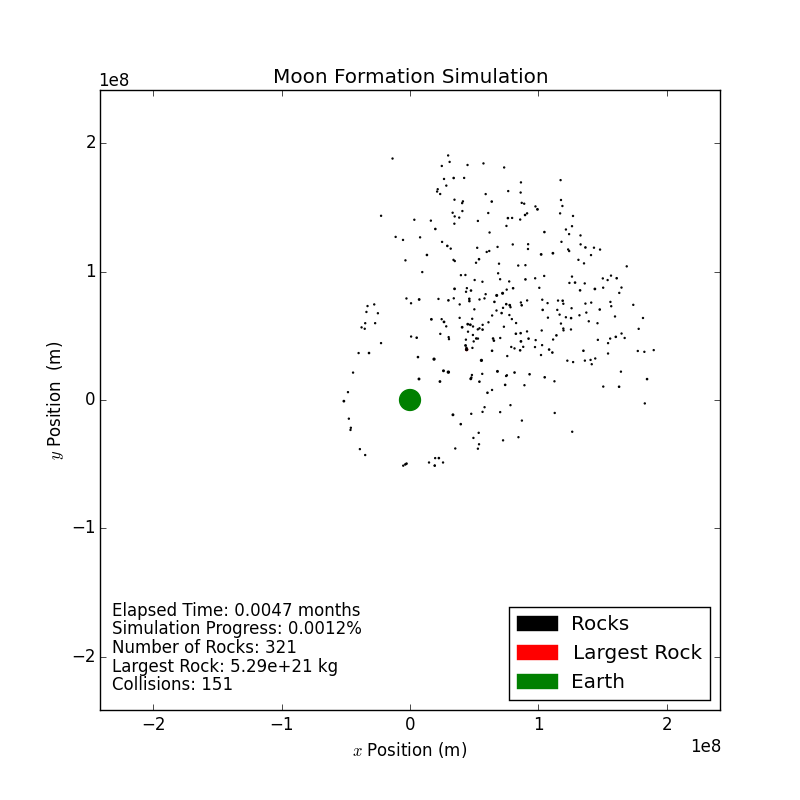 Moon Formation Simulation
1e8
2
1
0
−1
−2
y Position (m)
Elapsed Time: 0.0047 months
Simulation Progress: 0.0012%
Number of Rocks: 321
Largest Rock: 5.29e+21 kg
Collisions: 151
Rocks
Largest Rock
Earth
−2 −1 0 1 2
x Position (m)
1e8